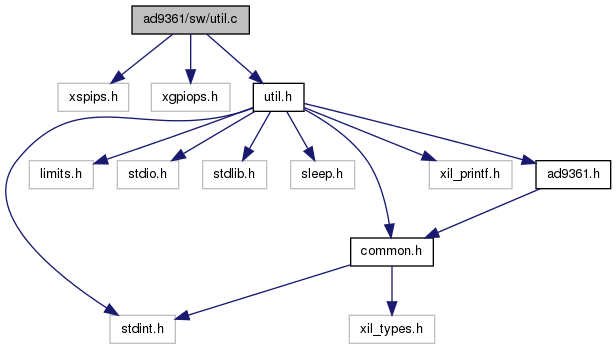 ad9361/sw/util.c
xspips.h
xgpiops.h
util.h
limits.h
stdio.h
stdlib.h
sleep.h
xil_printf.h
ad9361.h
common.h
stdint.h
xil_types.h